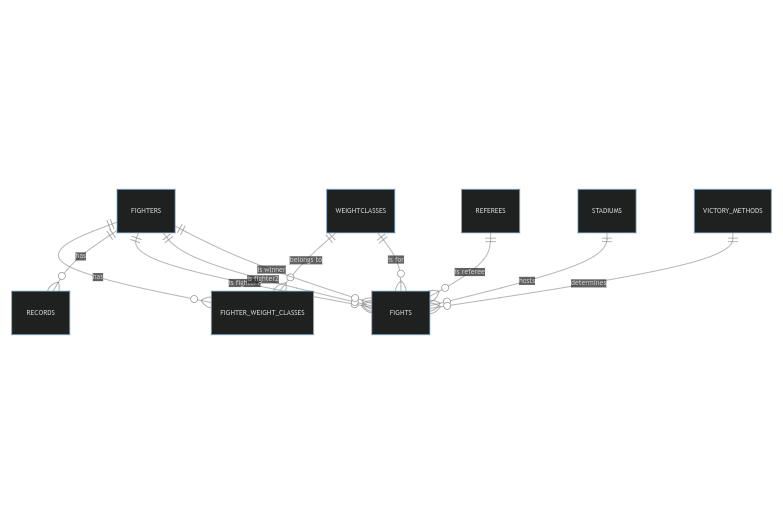 FIGHTERS
WEIGHTCLASSES
REFEREES
STADIUMS
VICTORY_METHODS
has
belongs to
is for
is winner
is referee
has
is fighter2
is fight
hosts
determines
RECORDS
FIGHTER_WEIGHT_CLASSES
FIGHTS